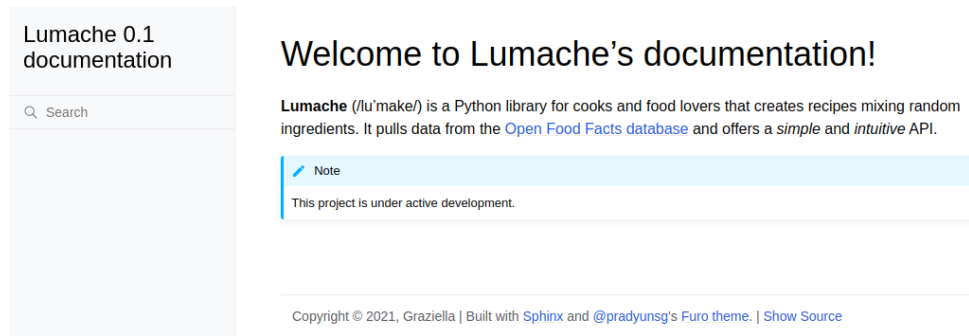 Lumache 0.1
documentation
Search
Welcome to Lumache’s documentation!
Lumache (/lu’make/) is a Python library for cooks and food lovers that creates recipes mixing random
ingredients. It pulls data from the Open Food Facts database and offers a simple and intuitive API.
Note
This project is under active development.
Copyright © 2021, Graziella | Built with Sphinx and @pradyunsg's Furo theme. | Show Source